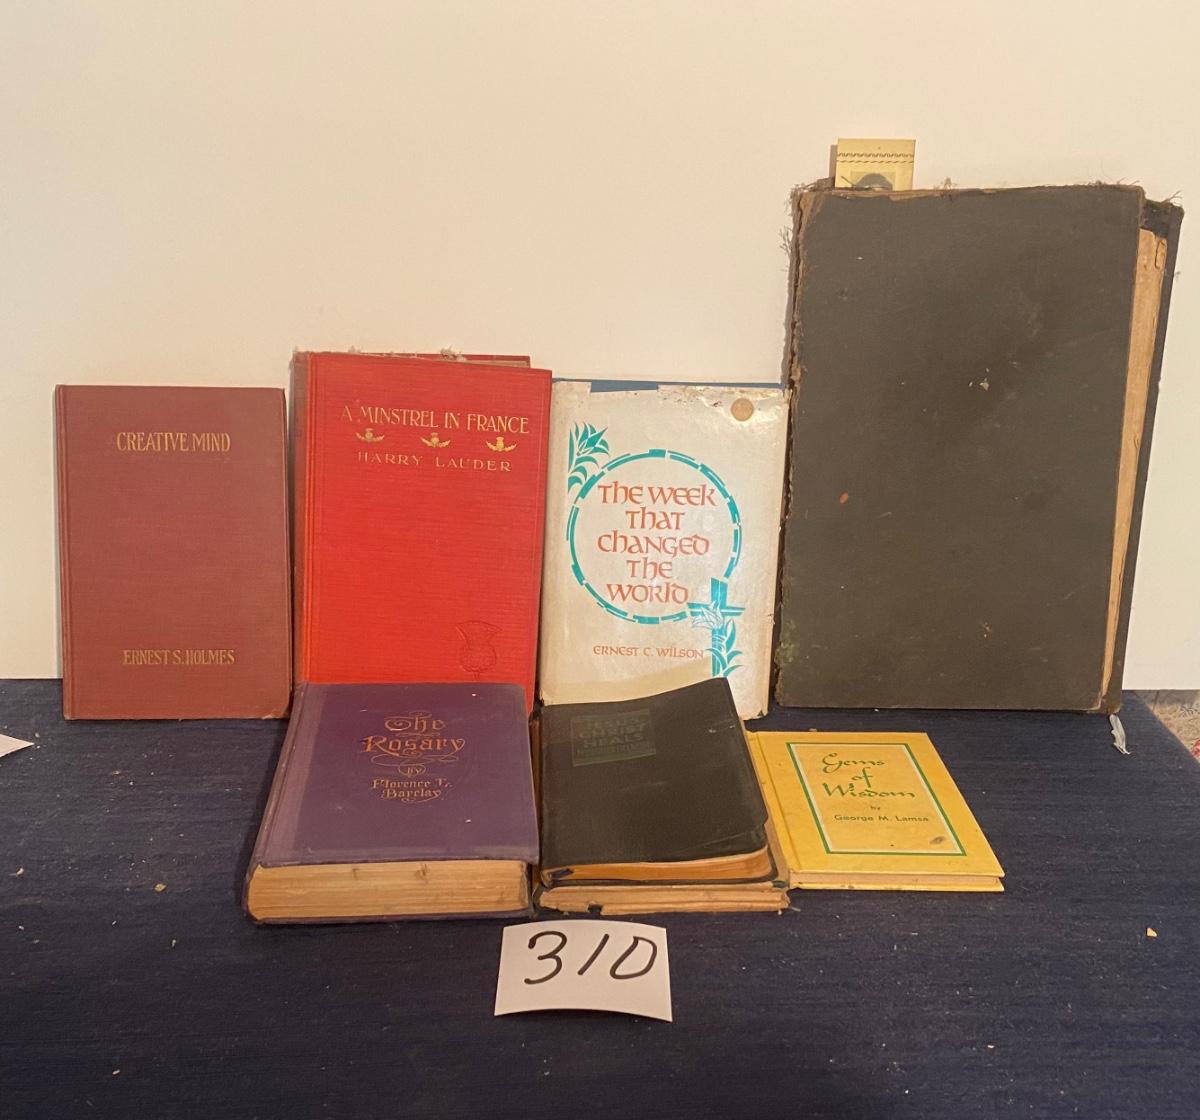 CREATIVE MIND
ERNEST S. HOLMES
A MINSTREL IN FRANCE
HARRY LAUDER
THE WEEK
THAT
CHANGED
THE
WORLD
ERNEST C. WILSON
The
Rosary
By
Florence L.
Barclay
JESUS
CHRIST
HEALS
Gems
of
Wisdom
by
George M. Lamsa
310